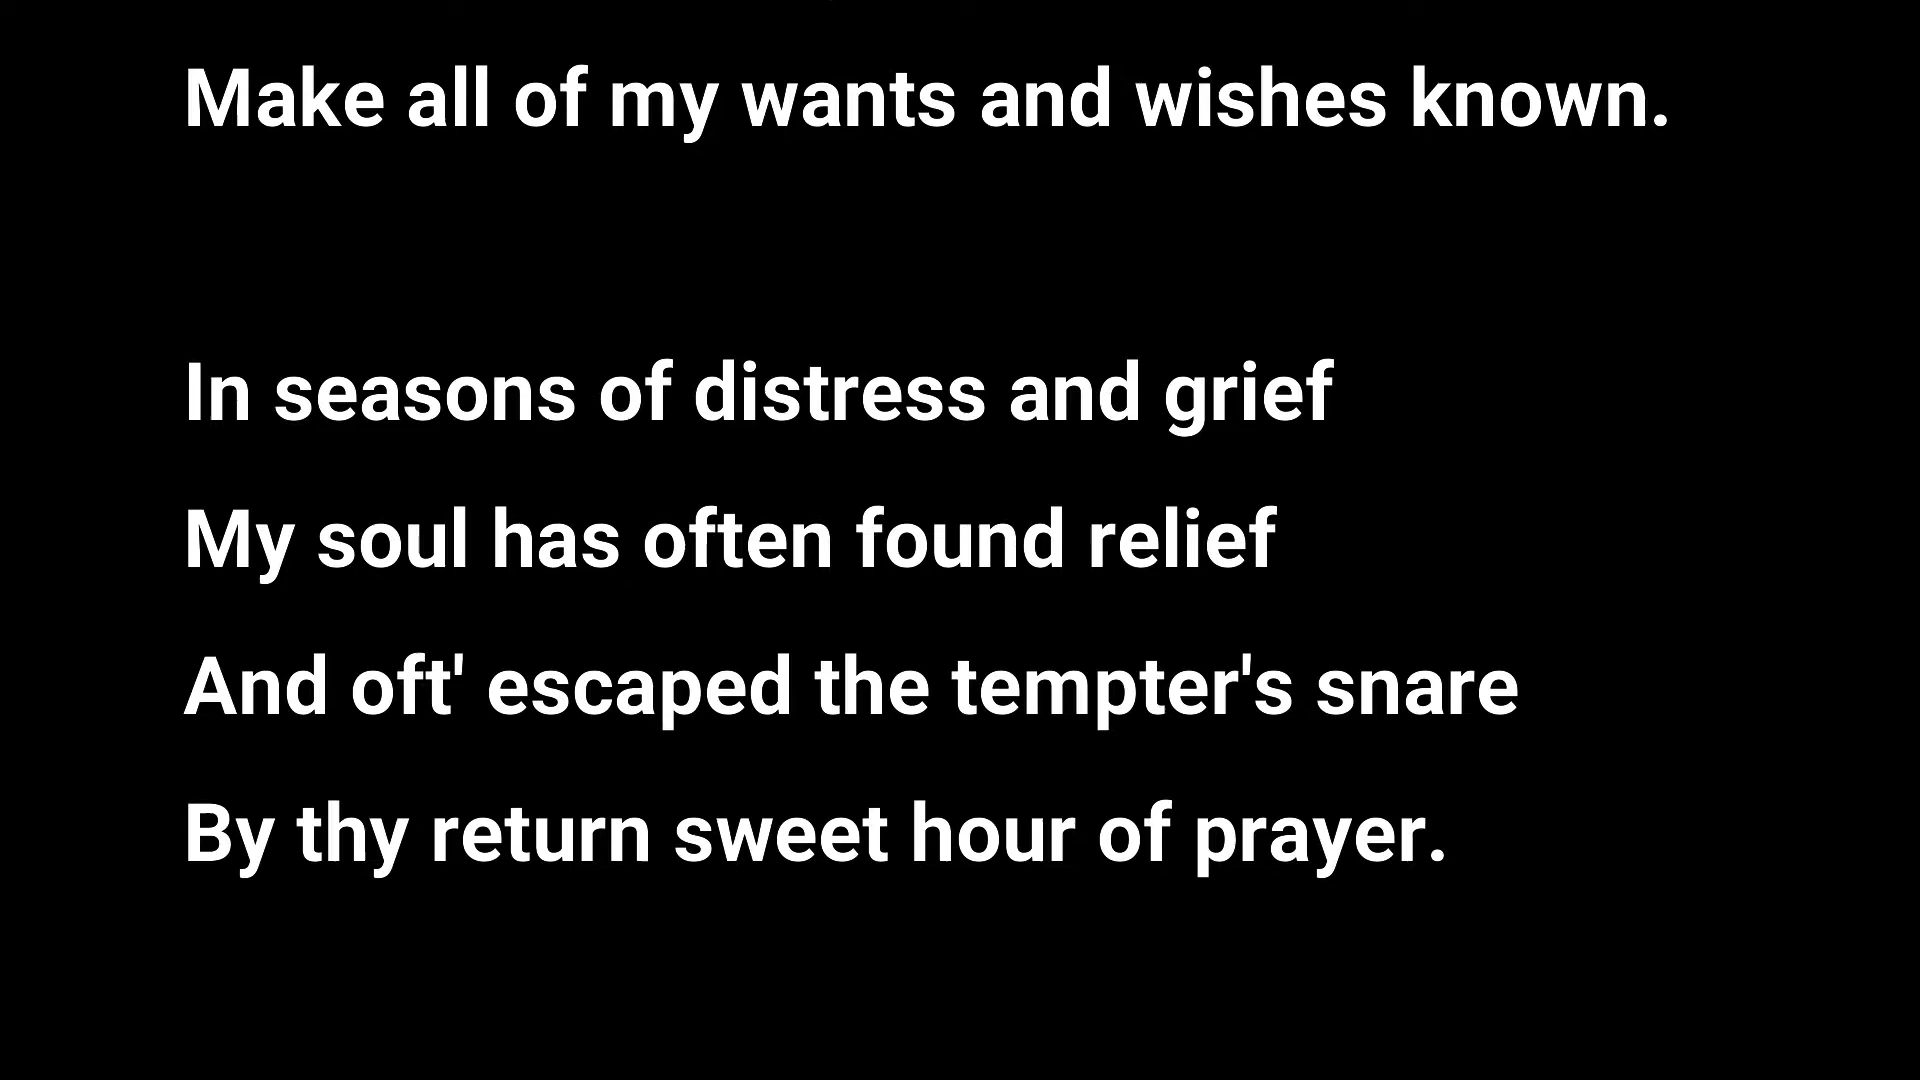 Make all of my wants and wishes known.
In seasons of distress and grief
My soul has often found relief
And oft' escaped the tempter's snare
By thy return sweet hour of prayer.